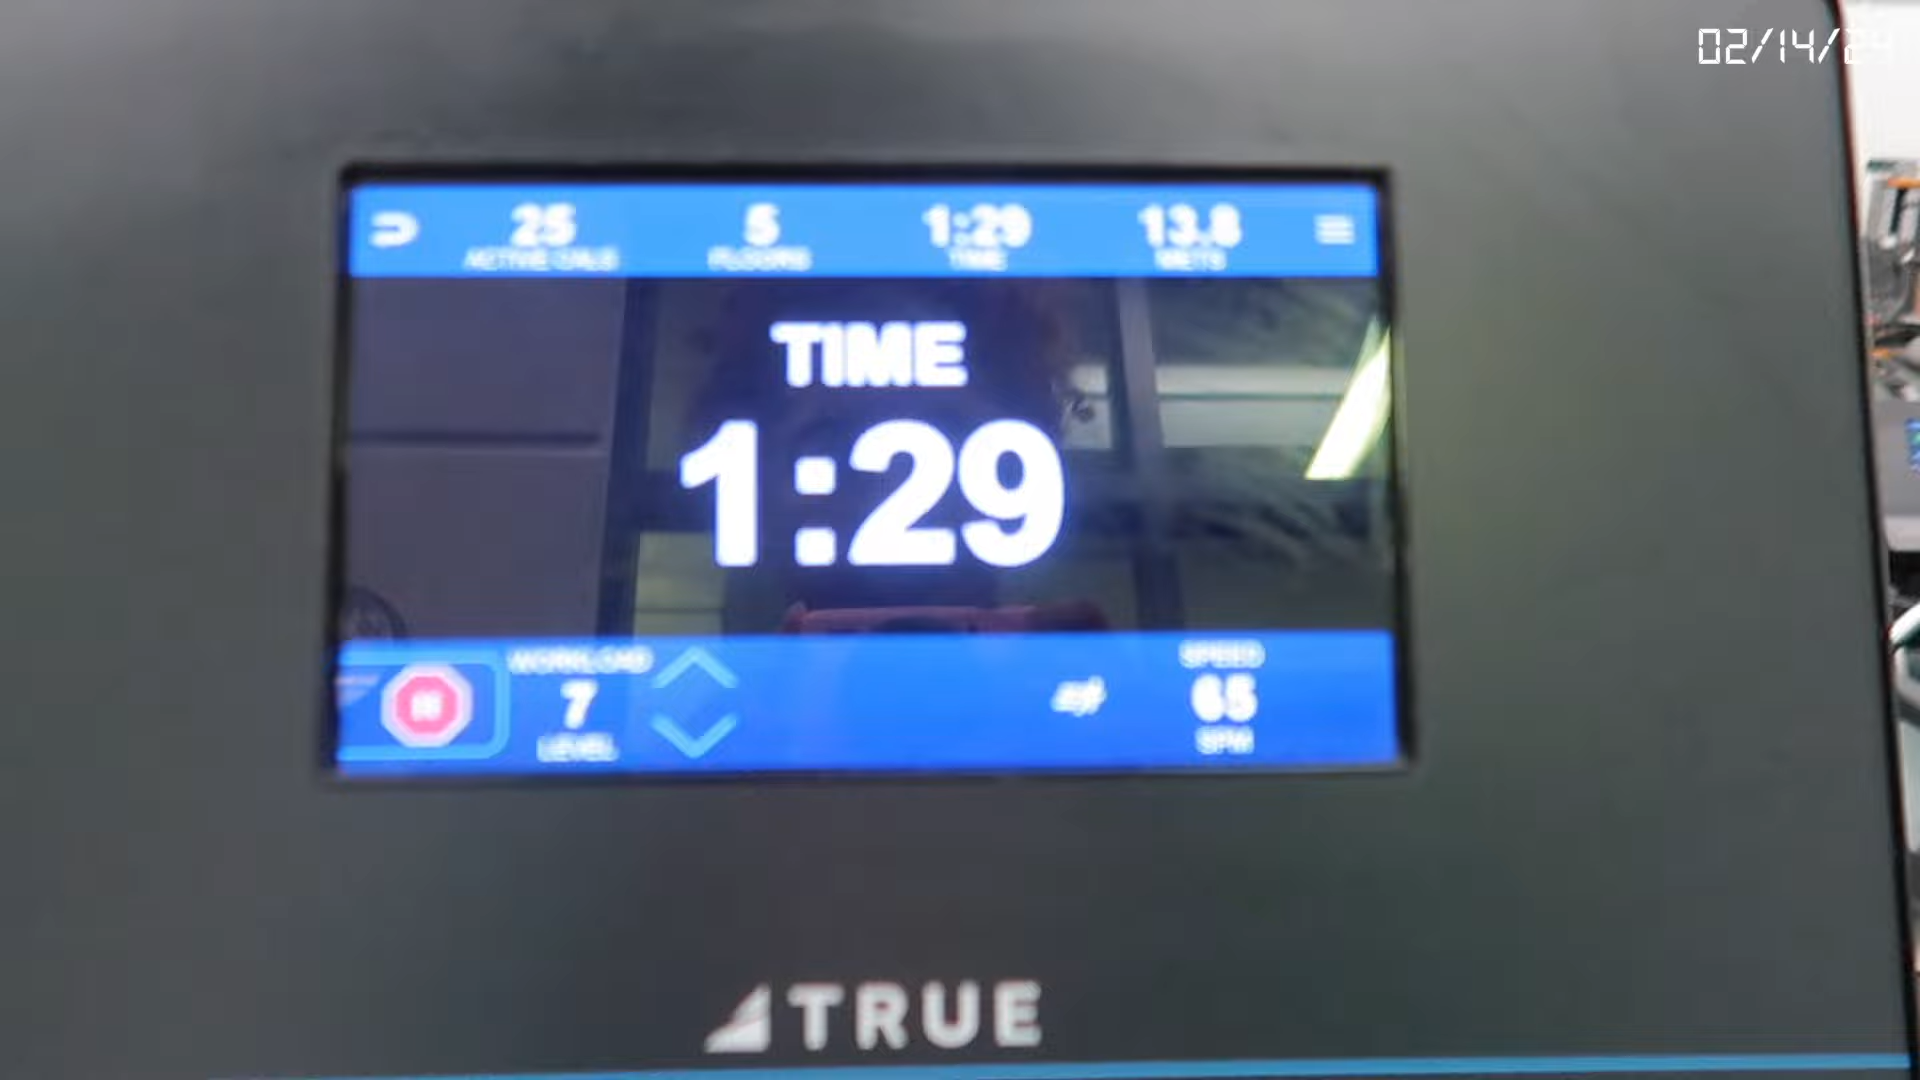 02/14/24
25 5 1:29 13.8
ACTIVE CALS FLOORS TIME METS
TIME
1:29
WORKLOAD
7
LEVEL
SPEED
65
SPM
TRUE